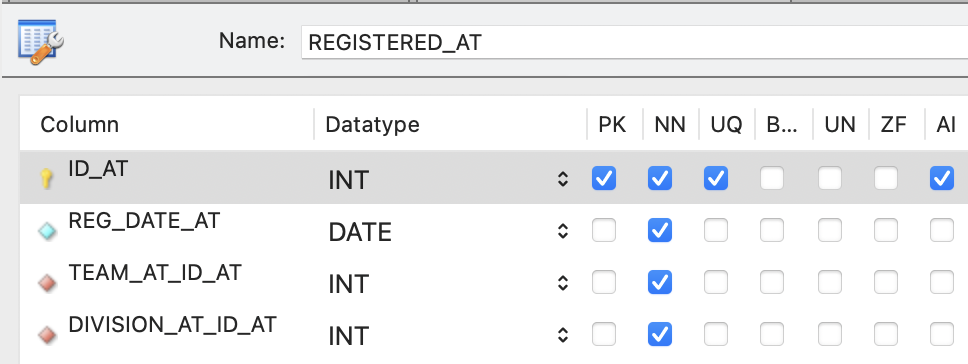 Name: REGISTERED_AT
Column Datatype PK NN UQ B... UN ZF AI
ID_AT INT
REG_DATE_AT DATE
TEAM_AT_ID_AT INT
DIVISION_AT_ID_AT INT